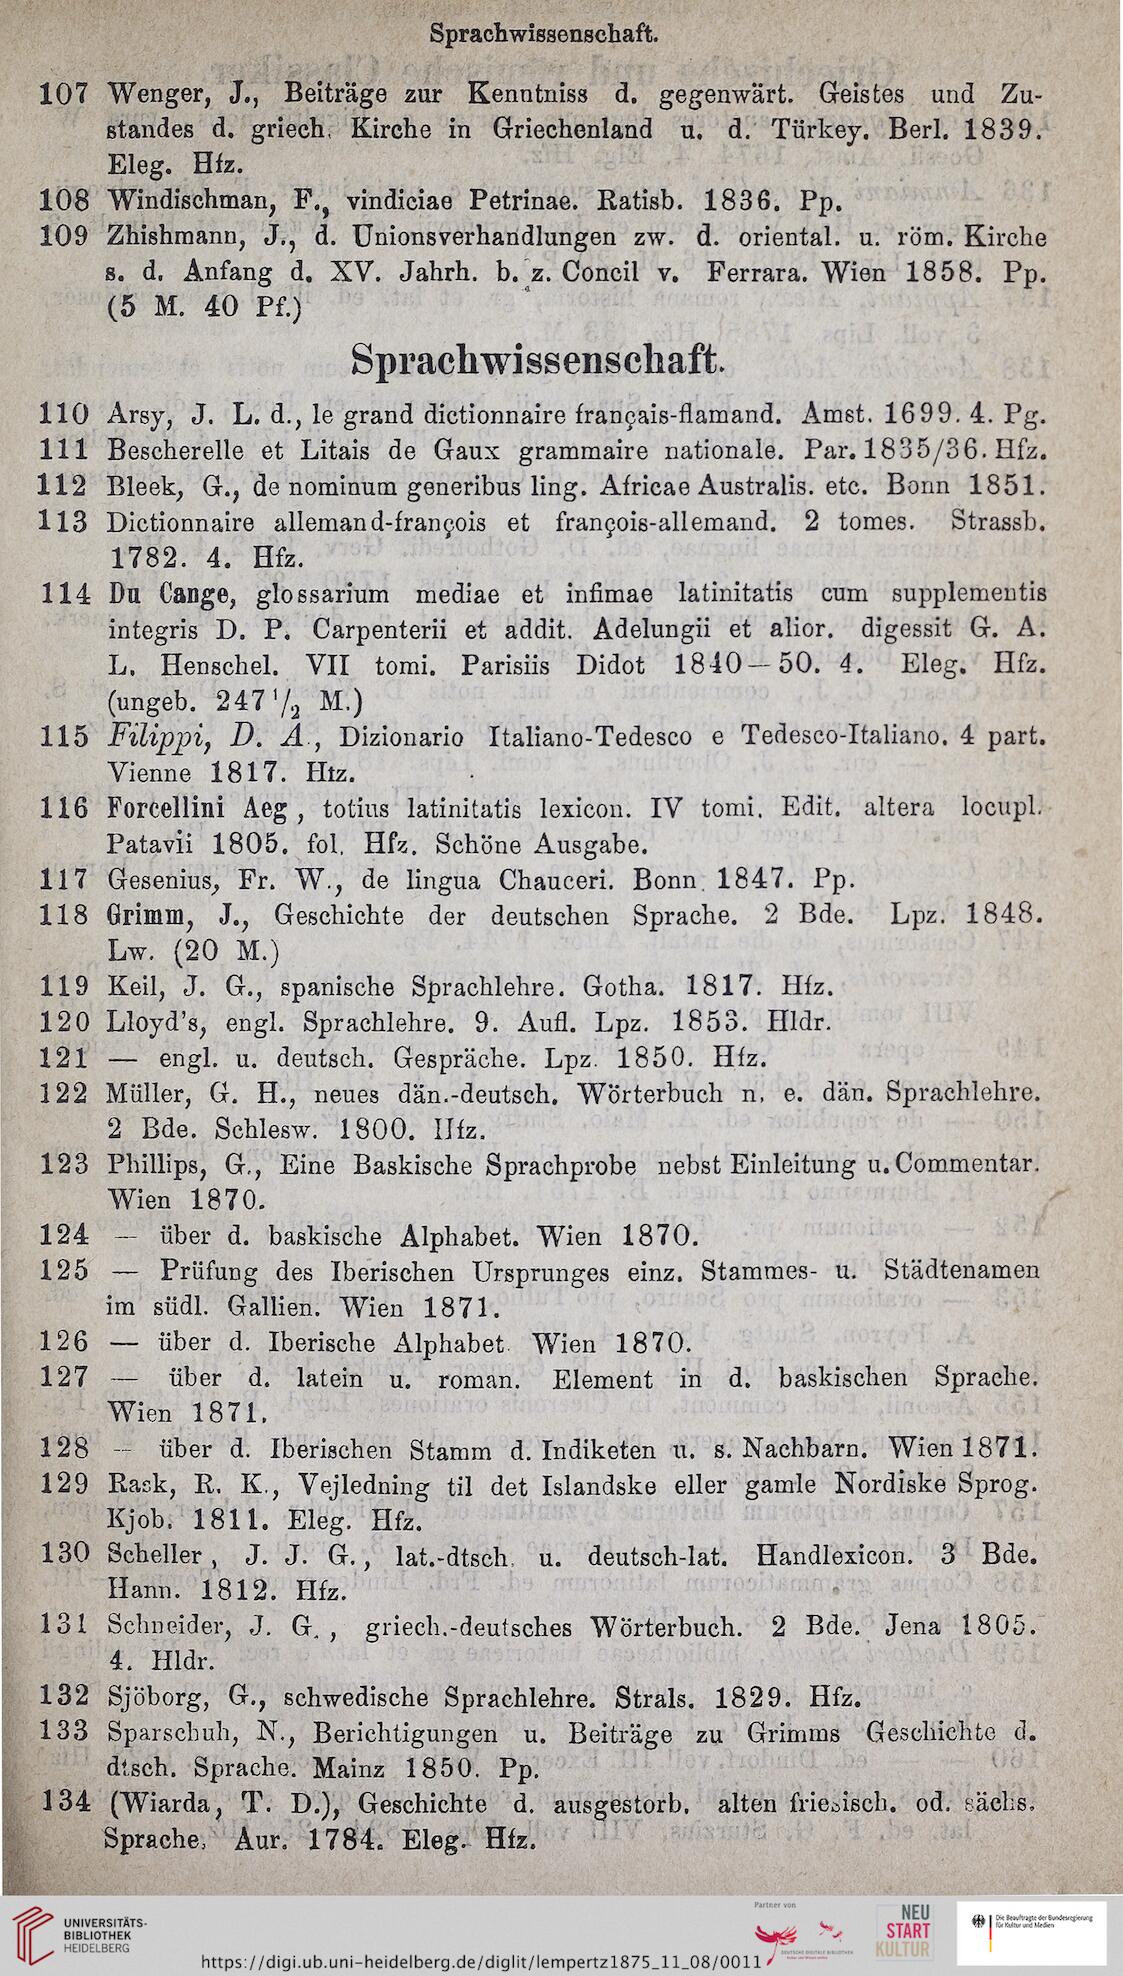 Sprachwissenschaft.
107 Wenger, J., Beiträge zur Kenntniss d. gegenwärt. Geistes und Zu-
standes d. griech. Kirche in Griechenland u. d. Türkey. Berl. 1839.
Eleg. Hfz.
108 Windischman, F., vindiciae Petrinae. Ratisb. 1836. Pp.
109 Zhishmann, J., d. Unionsverhandlungen zw. d. oriental. u. röm. Kirche
s. d. Anfang d. XV. Jahrh. b. z. Concil v. Ferrara. Wien 1858. Pp.
(5 M. 40 Pf.)
Sprachwissenschaft.
110 Arsy, J. L. d., le grand dictionnaire français-flamand. Amst. 1699. 4. Pg.
111 Bescherelle et Litais de Gaux grammaire nationale. Par. 1835/36. Hfz.
112 Bleek, G., de nominum generibus ling. Africae Australis. etc. Bonn 1851.
113 Dictionnaire allemand-françois et françois-allemand. 2 tomes. Strassb.
1782. 4. Hfz.
114 Du Cange, glossarium mediae et infimae latinitatis cum supplementis
integris D. P. Carpenterii et addit. Adelungii et alior. digessit G. A.
L. Henschel. VII tomi. Parisiis Didot 1840—50. 4. Eleg. Hfz.
(ungeb. 247 1/2 M.)
115 Filippi, D. A., Dizionario Italiano-Tedesco e Tedesco-Italiano. 4 part.
Vienne 1817. Hfz.
116 Forcellini Aeg, totius latinitatis lexicon. IV tomi. Edit. altera locupl.
Patavii 1805. fol. Hfz. Schöne Ausgabe.
117 Gesenius, Fr. W., de lingua Chauceri. Bonn. 1847. Pp.
118 Grimm, J., Geschichte der deutschen Sprache. 2 Bde. Lpz. 1848.
Lw. (20 M.)
119 Keil, J. G., spanische Sprachlehre. Gotha. 1817. Hfz.
120 Lloyd's, engl. Sprachlehre. 9. Aufl. Lpz. 1853. Hldr.
121 — engl. u. deutsch. Gespräche. Lpz. 1850. Hfz.
122 Müller, G. H., neues dän.-deutsch. Wörterbuch n. e. dän. Sprachlehre.
2 Bde. Schlesw. 1800. Hfz.
123 Phillips, G., Eine Baskische Sprachprobe nebst Einleitung u. Commentar.
Wien 1870.
124 — über d. baskische Alphabet. Wien 1870.
125 — Prüfung des Iberischen Ursprunges einz. Stammes- u. Städtenamen
im südl. Gallien. Wien 1871.
126 — über d. Iberische Alphabet. Wien 1870.
127 — über d. latein u. roman. Element in d. baskischen Sprache.
Wien 1871.
128 — über d. Iberischen Stamm d. Indiketen u. s. Nachbarn. Wien 1871.
129 Rask, R. K., Vejledning til det Islandske eller gamle Nordiske Sprog.
Kjob. 1811. Eleg. Hfz.
130 Scheller, J. J. G., lat.-dtsch. u. deutsch-lat. Handlexicon. 3 Bde.
Hann. 1812. Hfz.
131 Schneider, J. G., griech.-deutsches Wörterbuch. 2 Bde. Jena 1805.
4. Hldr.
132 Sjöborg, G., schwedische Sprachlehre. Strals. 1829. Hfz.
133 Sparschuh, N., Berichtigungen u. Beiträge zu Grimms Geschichte d.
dtsch. Sprache. Mainz 1850. Pp.
134 (Wiarda, T. D.), Geschichte d. ausgestorb. alten friesisch. od. sächs.
Sprache. Aur. 1784. Eleg. Hfz.
UNIVERSITÄTS-
BIBLIOTHEK
HEIDELBERG
https://digi.ub.uni-heidelberg.de/diglit/lempertz1875_11_08/0011
Partner von
DEUTSCHE DIGITALE BIBLIOTHEK
NEU
START
KULTUR
Die Beauftragte der Bundesregierung
für Kultur und Medien